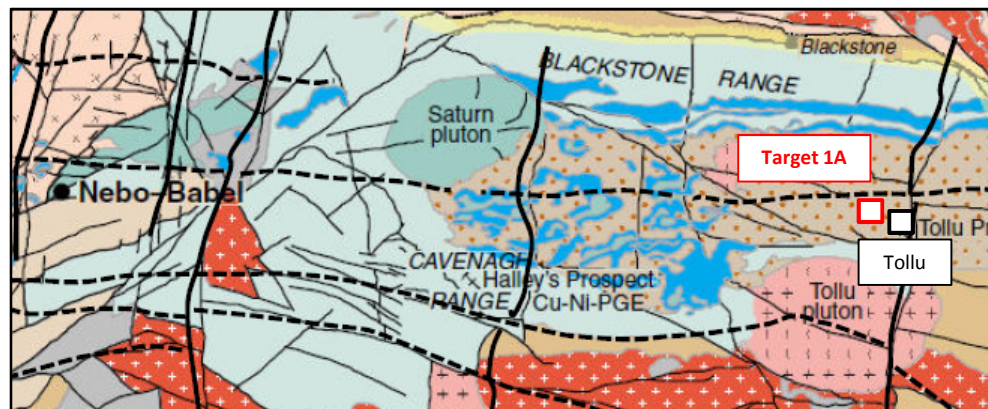 BLACKSTONE RANGE
Blackstone
Saturn
pluton
Target 1A
Nebo-Babel
Tollu Pr
Tollu
CAVENAGH
RANGE
Halley's Prospect
Cu-Ni-PGE
Tollu
pluton